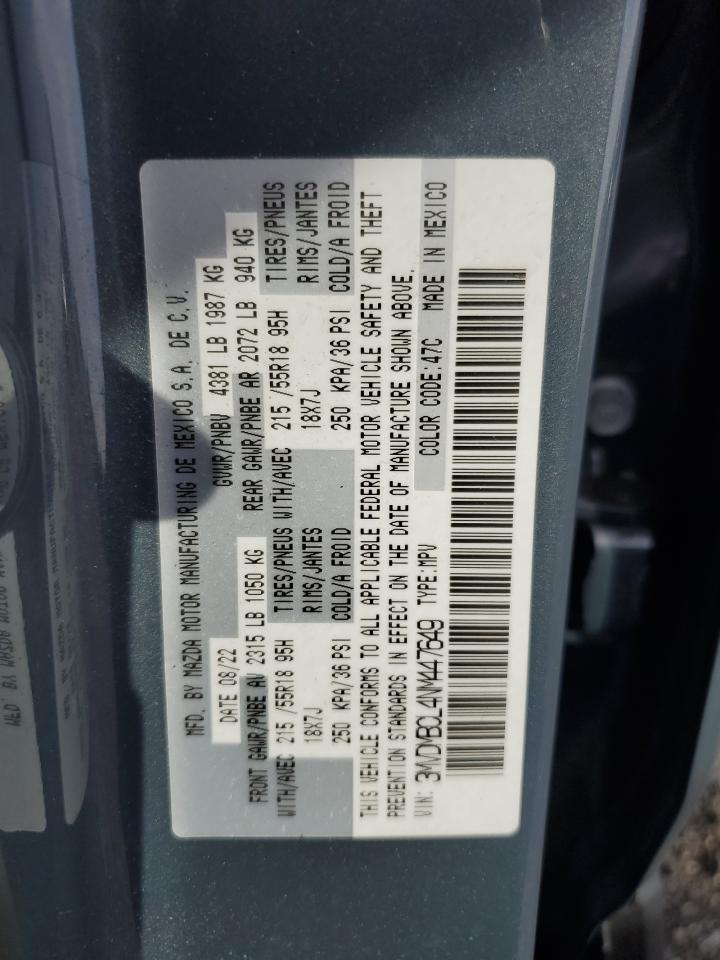 MFD. BY MAZDA MOTOR MANUFACTURING DE MEXICO S.A. DE C.V.
DATE 08/22 GVWR/PNBV 4381 LB 1987 KG
FRONT GAWR/PNBE AV 2315 LB 1050 KG REAR GAWR/PNBE AR 2072 LB 940 KG
WITH/AVEC 215 /55R18 95H TIRES/PNEUS WITH/AVEC 215 /55R18 95H TIRES/PNEUS
18X7J RIMS/JANTES 18X7J RIMS/JANTES
250 KPA/36 PSI COLD/A FROID 250 KPA/36 PSI COLD/A FROID
THIS VEHICLE CONFORMS TO ALL APPLICABLE FEDERAL MOTOR VEHICLE SAFETY AND THEFT
PREVENTION STANDARDS IN EFFECT ON THE DATE OF MANUFACTURE SHOWN ABOVE.
VIN: 3MVDMBCL4NM447649 TYPE:MPV COLOR CODE:47C MADE IN MEXICO